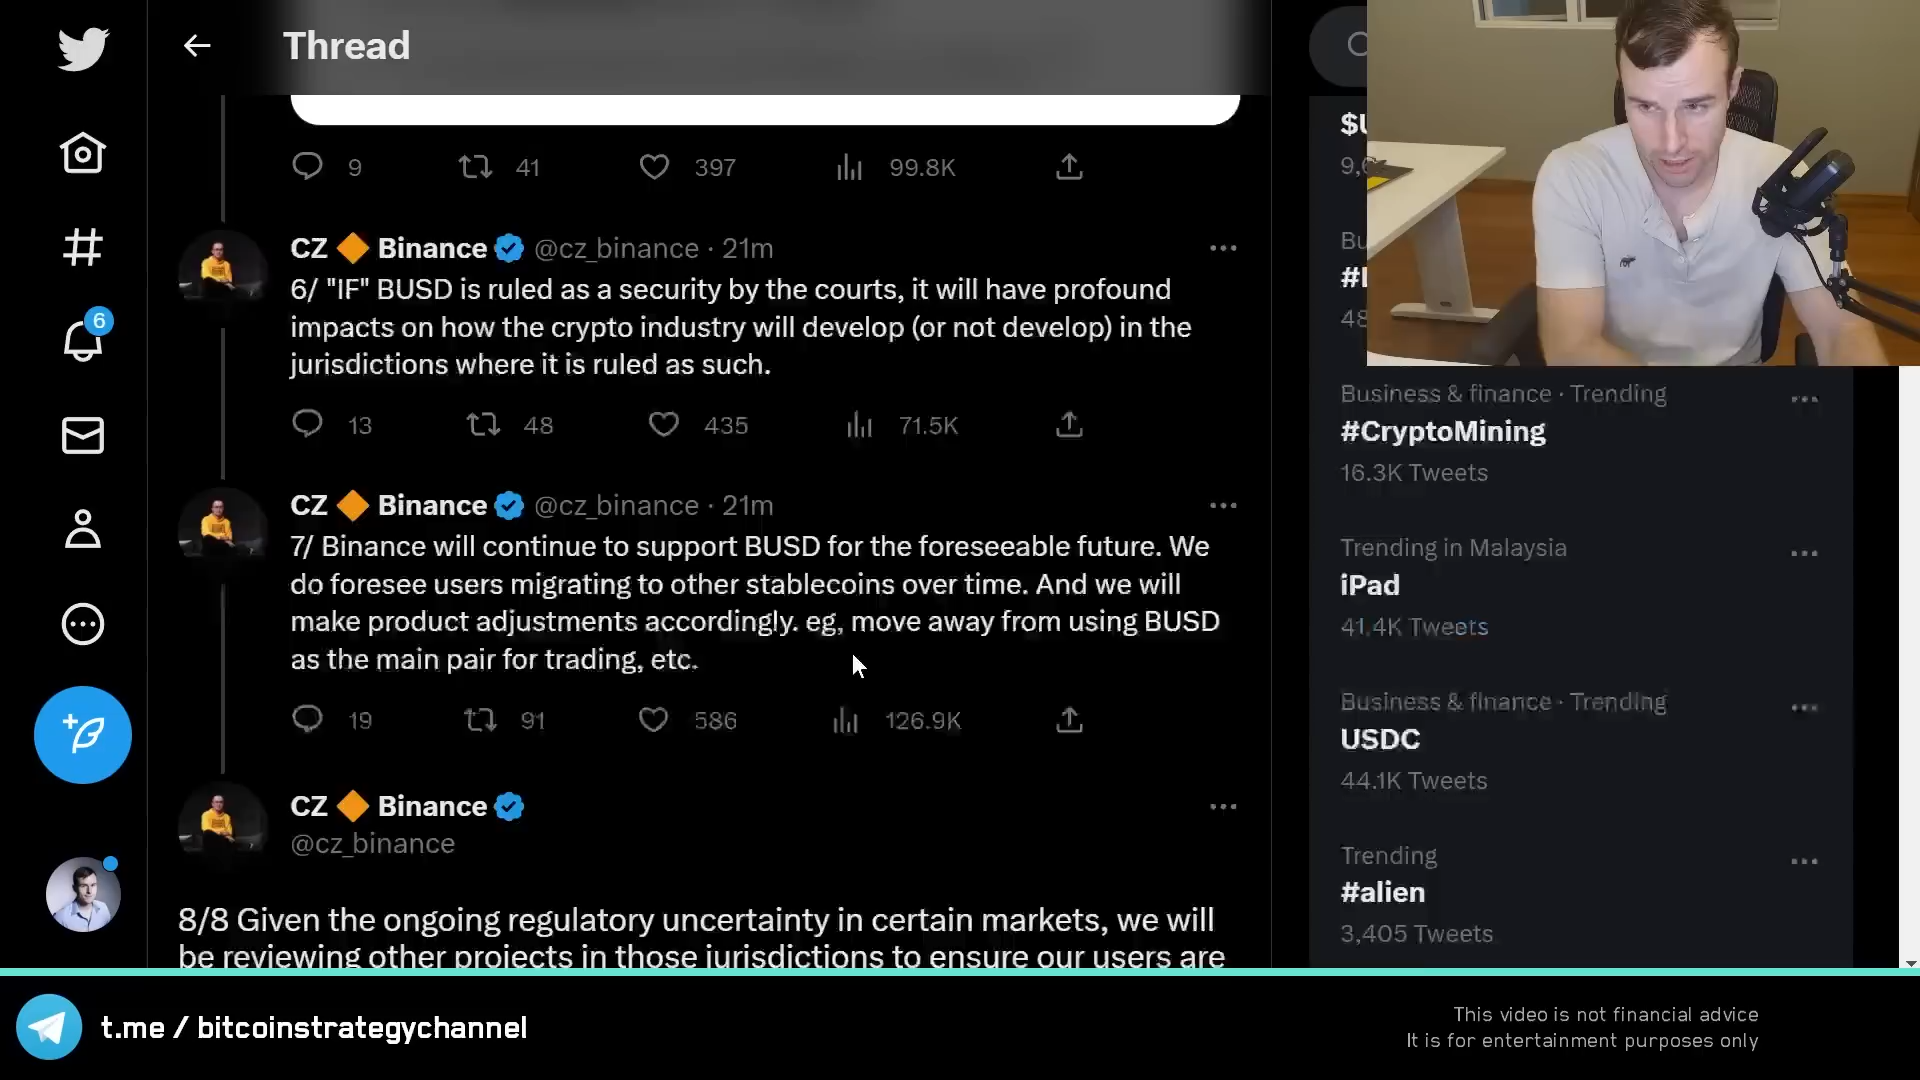 Thread
9 41 397 99.8K
CZ 🔶 Binance @cz_binance · 21m
6/ "IF" BUSD is ruled as a security by the courts, it will have profound
impacts on how the crypto industry will develop (or not develop) in the
jurisdictions where it is ruled as such.
13 48 435 71.5K
CZ 🔶 Binance @cz_binance · 21m
7/ Binance will continue to support BUSD for the foreseeable future. We
do foresee users migrating to other stablecoins over time. And we will
make product adjustments accordingly. eg, move away from using BUSD
as the main pair for trading, etc.
19 91 586 126.9K
CZ 🔶 Binance
@cz_binance
8/8 Given the ongoing regulatory uncertainty in certain markets, we will
be reviewing other projects in those jurisdictions to ensure our users are
6
Business & finance · Trending
#CryptoMining
16.3K Tweets
Trending in Malaysia
iPad
41.4K Tweets
Business & finance · Trending
USDC
44.1K Tweets
Trending
#alien
3,405 Tweets
t.me / bitcoinstrategychannel
This video is not financial advice
It is for entertainment purposes only